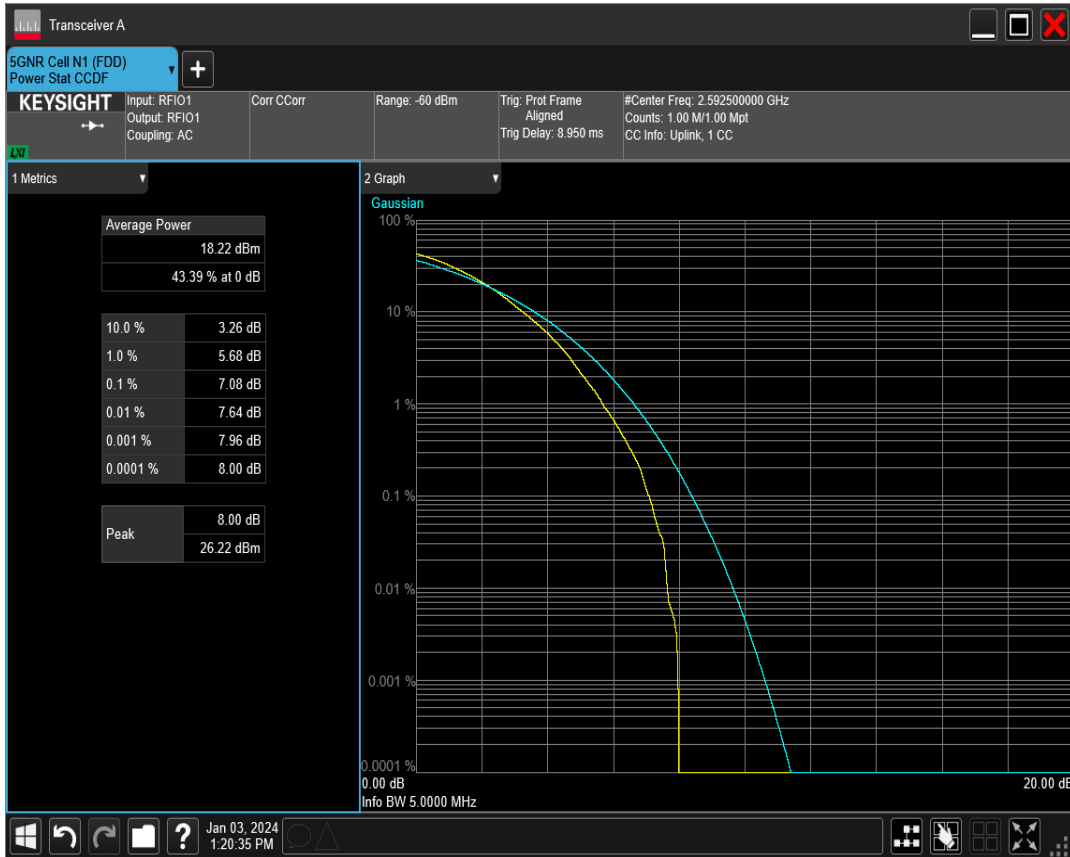 Transceiver A
5GNR Cell N1 (FDD)
Power Stat CCDF
KEYSIGHT
LXI
Input: RFIO1
Output: RFIO1
Coupling: AC
Corr CCorr
Range: -60 dBm
Trig: Prot Frame
Aligned
Trig Delay: 8.950 ms
#Center Freq: 2.592500000 GHz
Counts: 1.00 M/1.00 Mpt
CC Info: Uplink, 1 CC
1 Metrics
Average Power
18.22 dBm
43.39 % at 0 dB
10.0 % 3.26 dB
1.0 % 5.68 dB
0.1 % 7.08 dB
0.01 % 7.64 dB
0.001 % 7.96 dB
0.0001 % 8.00 dB
Peak
8.00 dB
26.22 dBm
2 Graph
Gaussian
100 %
10 %
1 %
0.1 %
0.01 %
0.001 %
0.0001 %
0.00 dB 20.00 dB
Info BW 5.0000 MHz
? Jan 03, 2024
1:20:35 PM